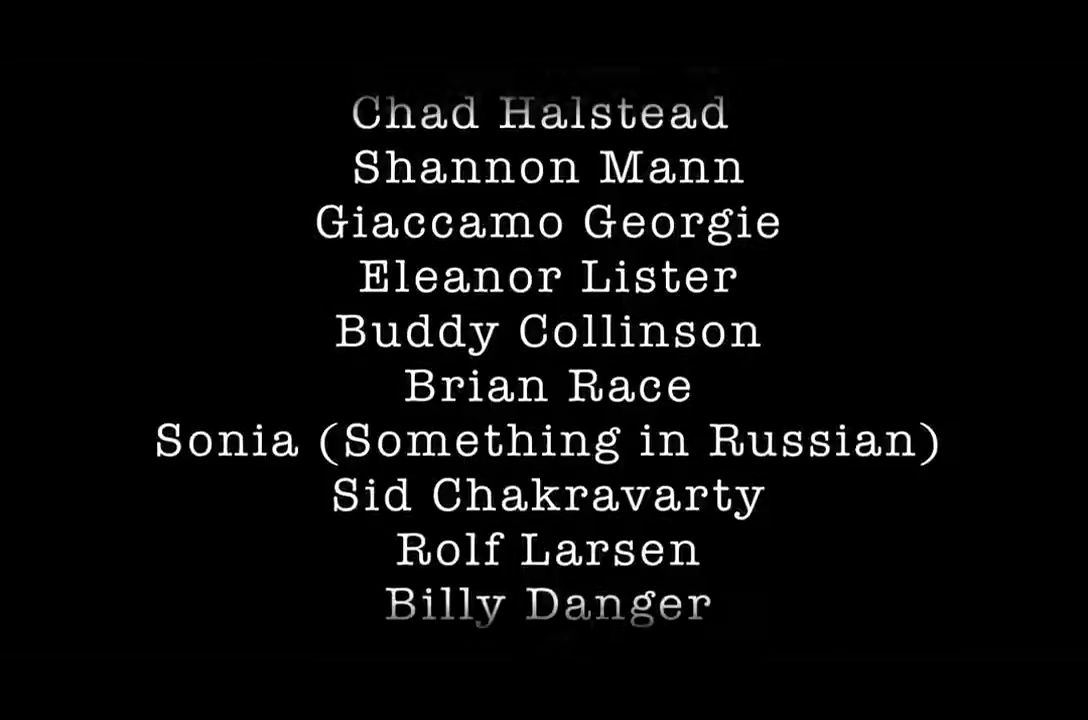 Chad Halstead
Shannon Mann
Giaccamo Georgie
Eleanor Lister
Buddy Collinson
Brian Race
Sonia (Something in Russian)
Sid Chakravarty
Rolf Larsen
Billy Danger